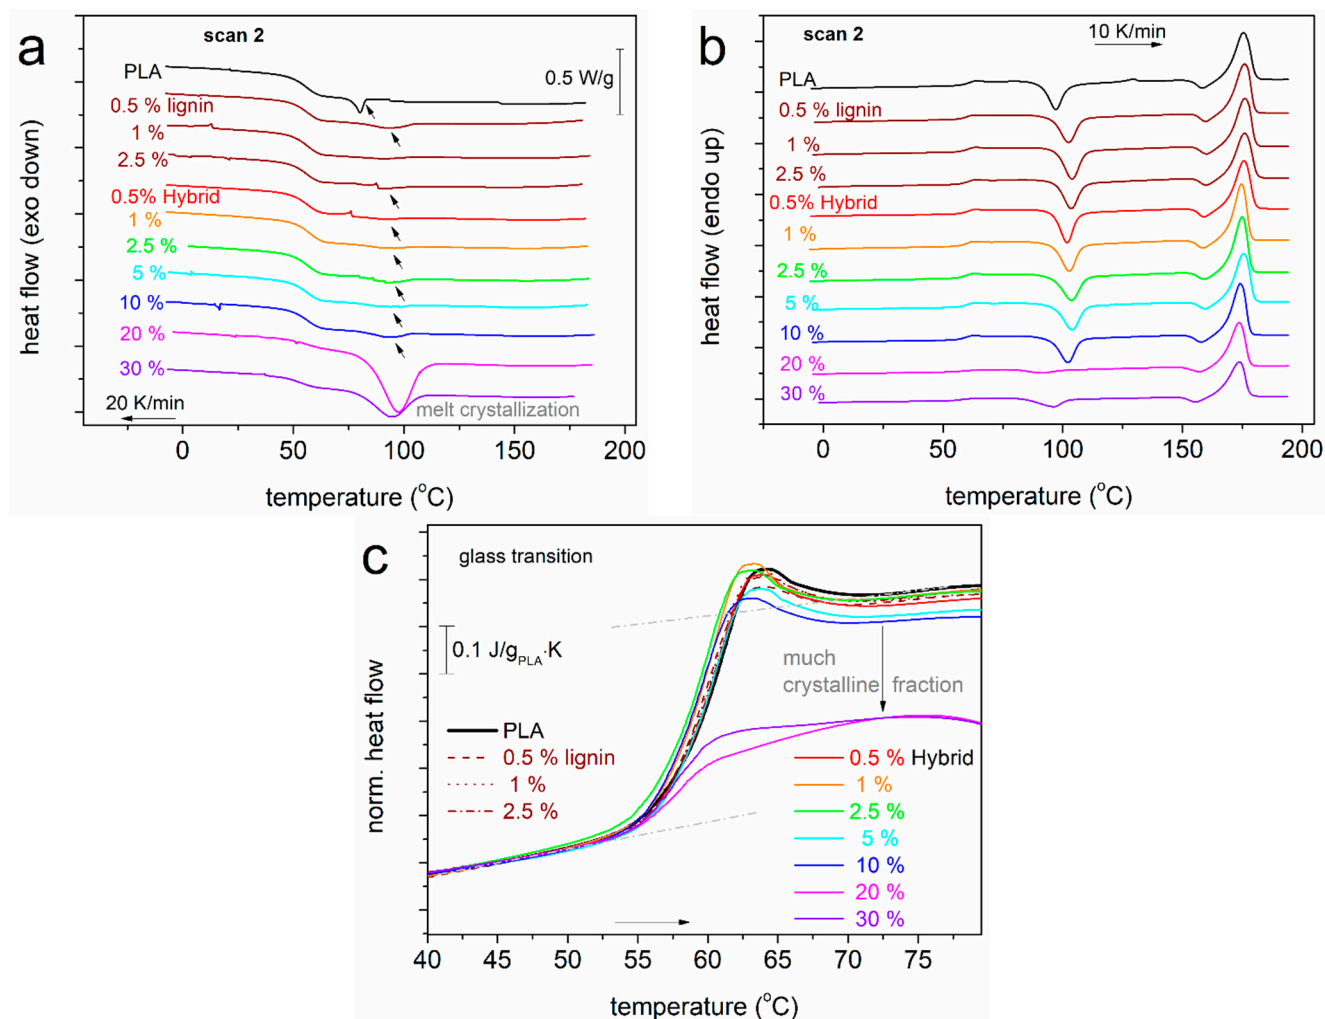 a
scan 2
0.5 W/g
PLA
0.5 % lignin
1 %
2.5 %
0.5% Hybrid
1 %
2.5 %
5 %
10 %
20 %
30 %
20 K/min
melt crystallization
heat flow (exo down)
0 50 100 150 200
temperature (°C)
b
scan 2
10 K/min
PLA
0.5 % lignin
1 %
2.5 %
0.5% Hybrid
1 %
2.5 %
5 %
10 %
20 %
30 %
heat flow (endo up)
0 50 100 150 200
temperature (°C)
c
glass transition
0.1 J/gPLA·K
much
crystalline fraction
PLA
0.5 % lignin
1 %
2.5 %
0.5 % Hybrid
1 %
2.5 %
5 %
10 %
20 %
30 %
norm. heat flow
40 45 50 55 60 65 70 75
temperature (°C)